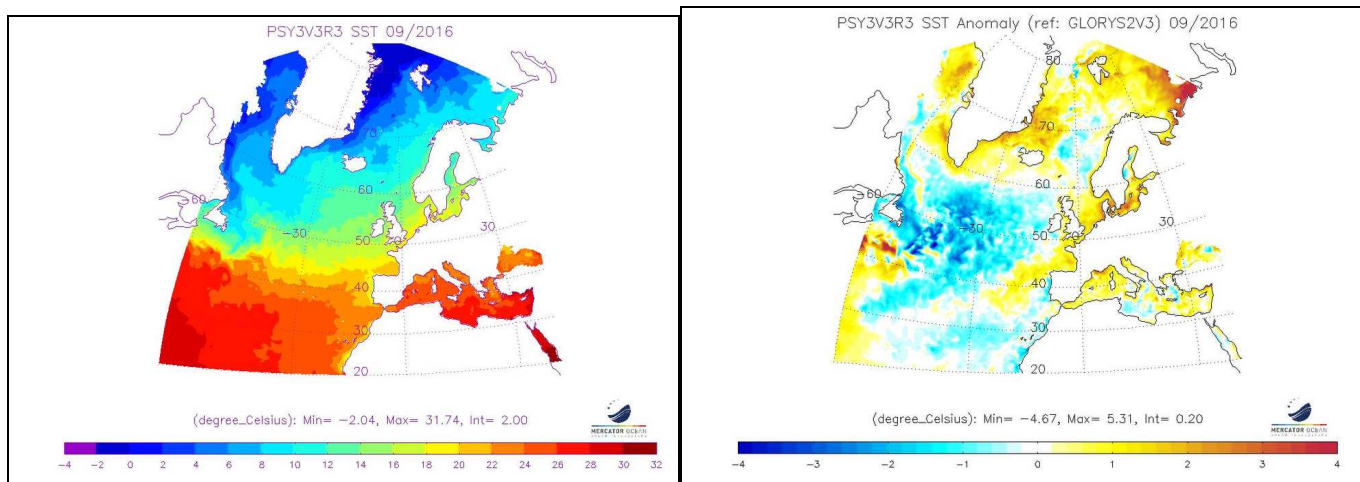 PSY3V3R3 SST 09/2016
70
-60
60
-30
50
20
30
40
30
20
(degree_Celsius): Min= -2.04, Max= 31.74, Int= 2.00
MERCATOR OCEAN
-4 -2 0 2 4 6 8 10 12 14 16 18 20 22 24 26 28 30 32
PSY3V3R3 SST Anomaly (ref: GLORYS2V3) 09/2016
80
70
-60
60
-30
50
20
30
40
30
20
(degree_Celsius): Min= -4.67, Max= 5.31, Int= 0.20
MERCATOR OCEAN
-4 -3 -2 -1 0 1 2 3 4